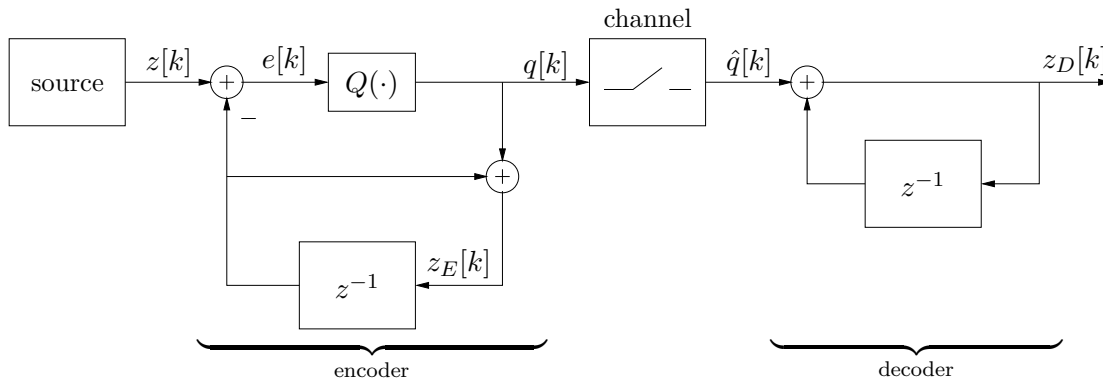 channel
source
z[k]
+
e[k]
Q(·)
q[k]
q̂[k]
+
z_D[k]
−
+
z⁻¹
z_E[k]
z⁻¹
encoder
decoder